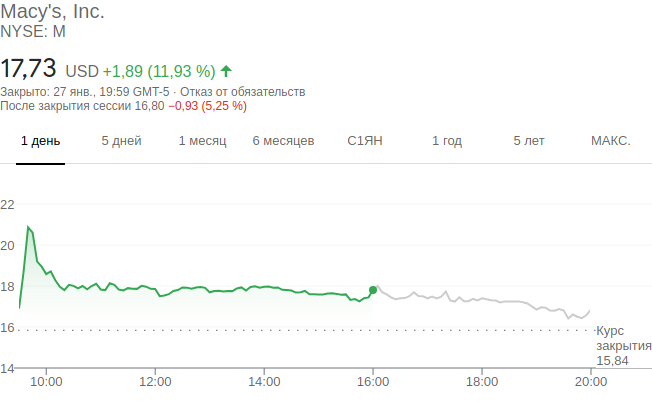 Macy's, Inc.
NYSE: M
17,73 USD +1,89 (11,93 %)
Закрыто: 27 янв., 19:59 GMT-5 · Отказ от обязательств
После закрытия сессии 16,80 −0,93 (5,25 %)
1 день 5 дней 1 месяц 6 месяцев С1ЯН 1 год 5 лет МАКС.
22
20
18
16
Курс
закрытия
15,84
14
10:00 12:00 14:00 16:00 18:00 20:00